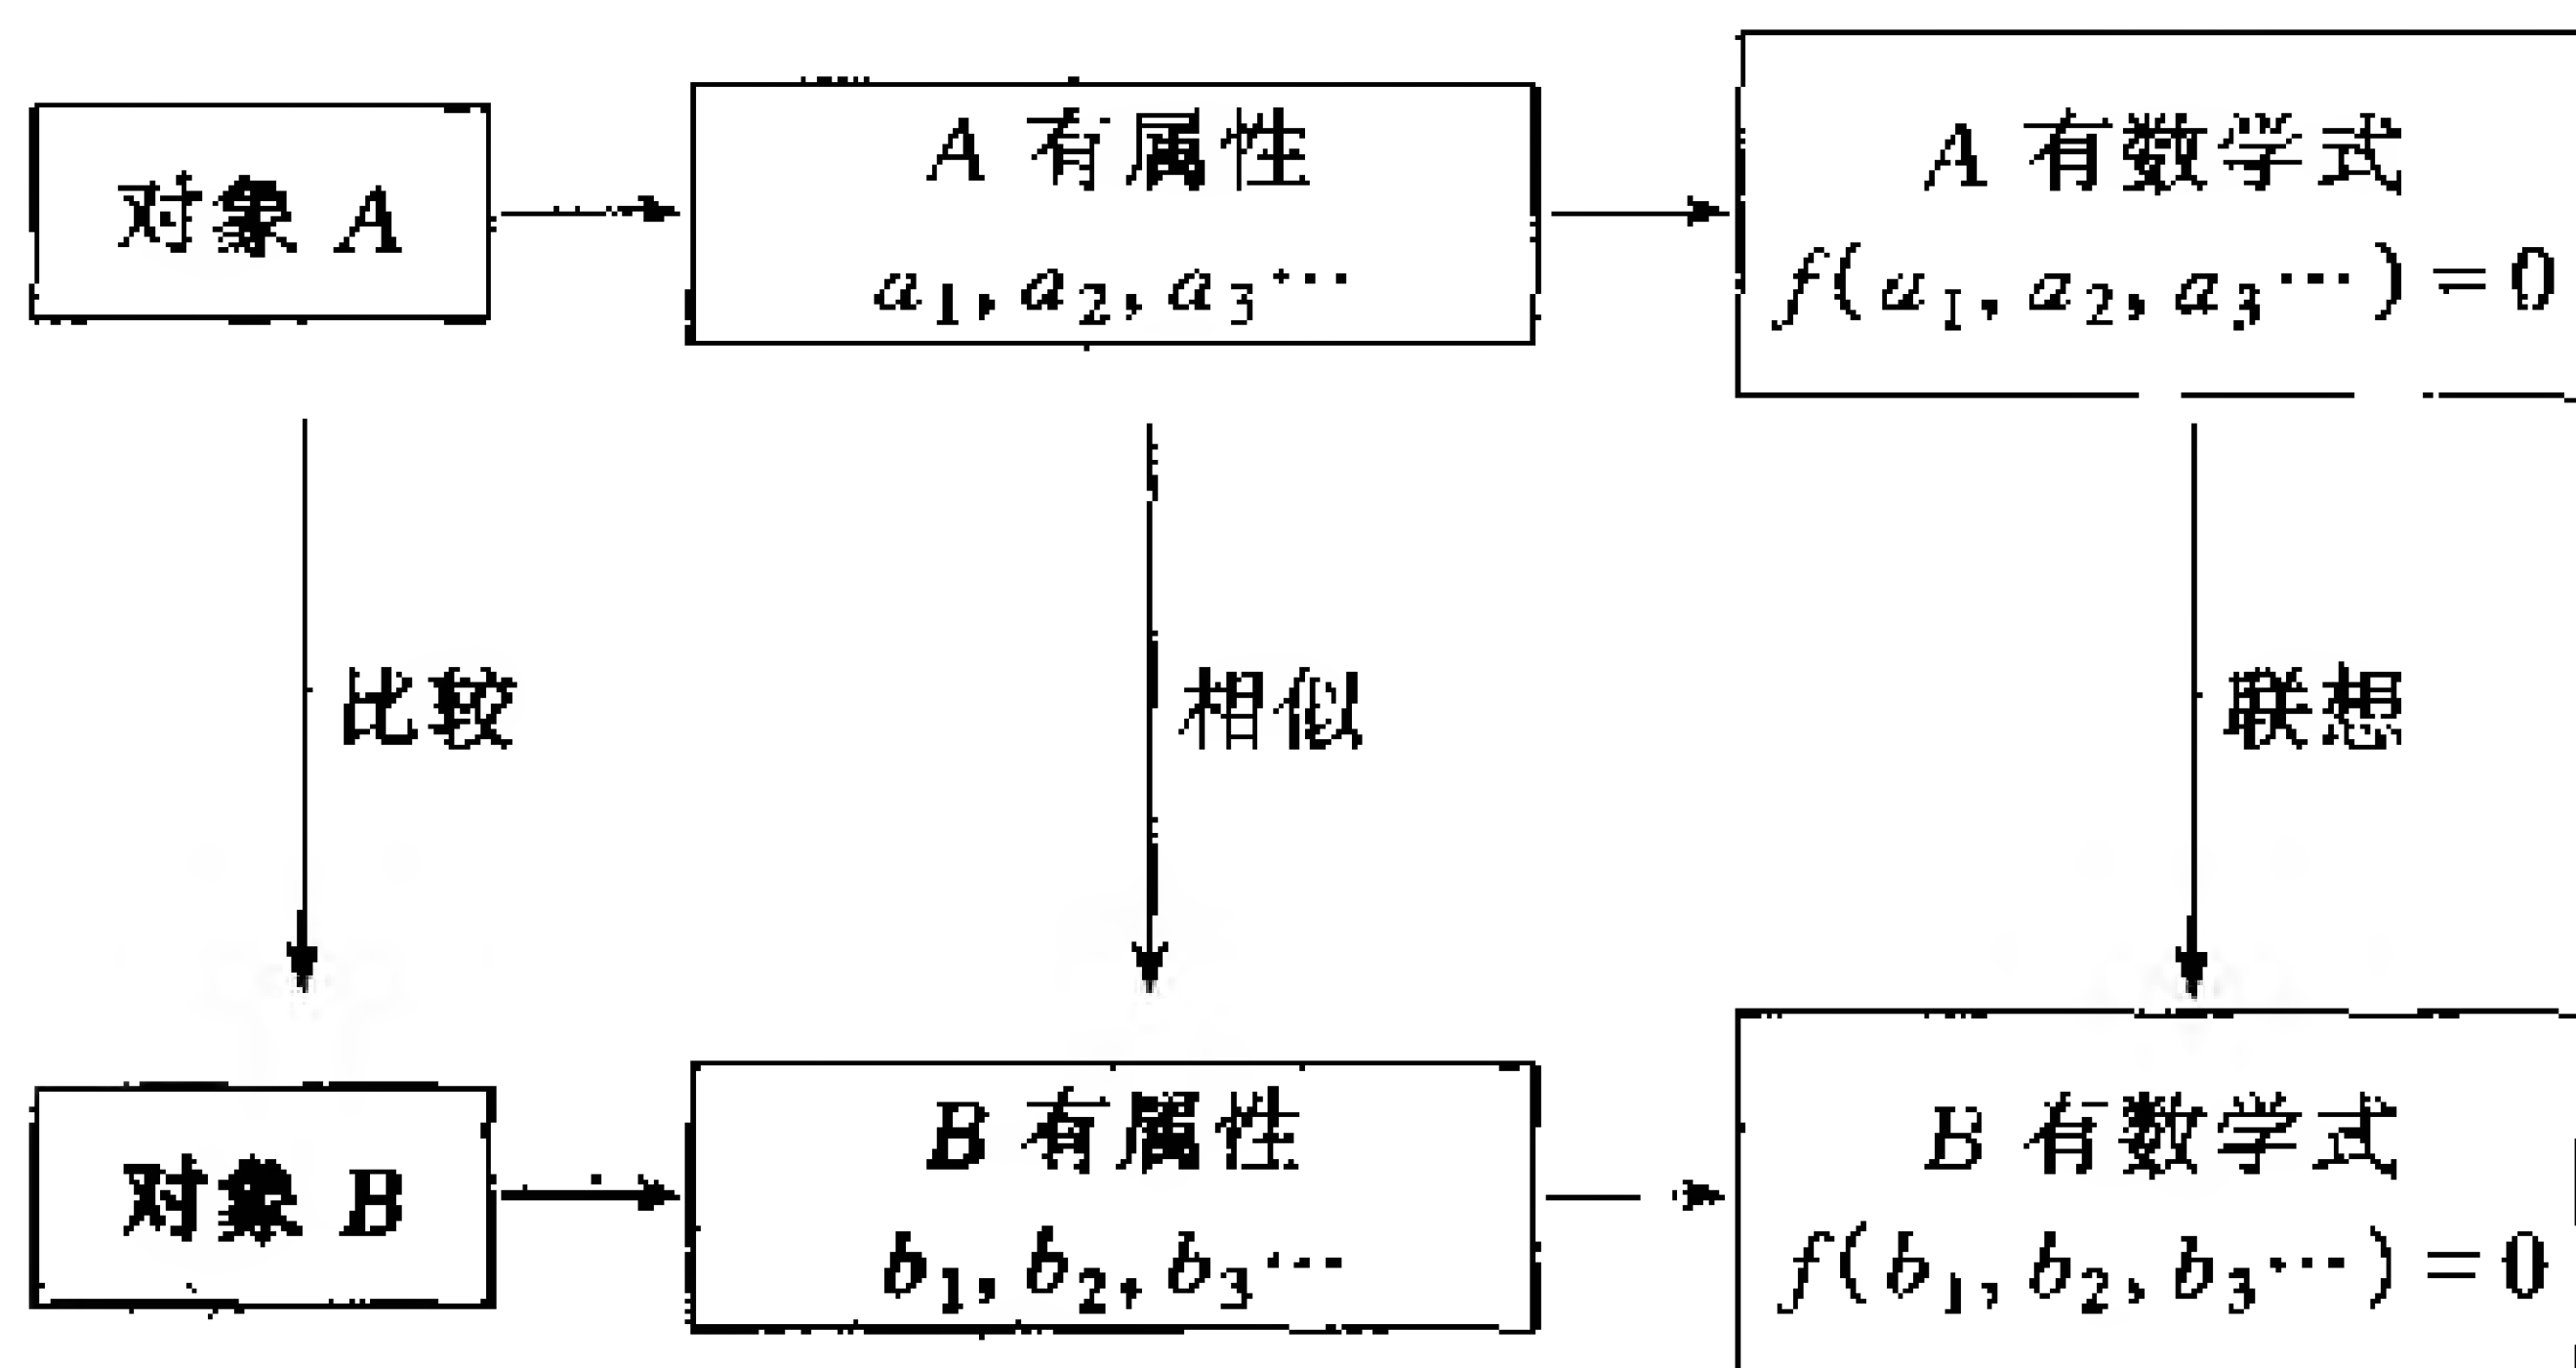 对象 A
A 有属性
a₁, a₂, a₃…
A 有数学式
f(a₁, a₂, a₃…) = 0
比较
相似
联想
对象 B
B 有属性
b₁, b₂, b₃…
B 有数学式
f(b₁, b₂, b₃…) = 0